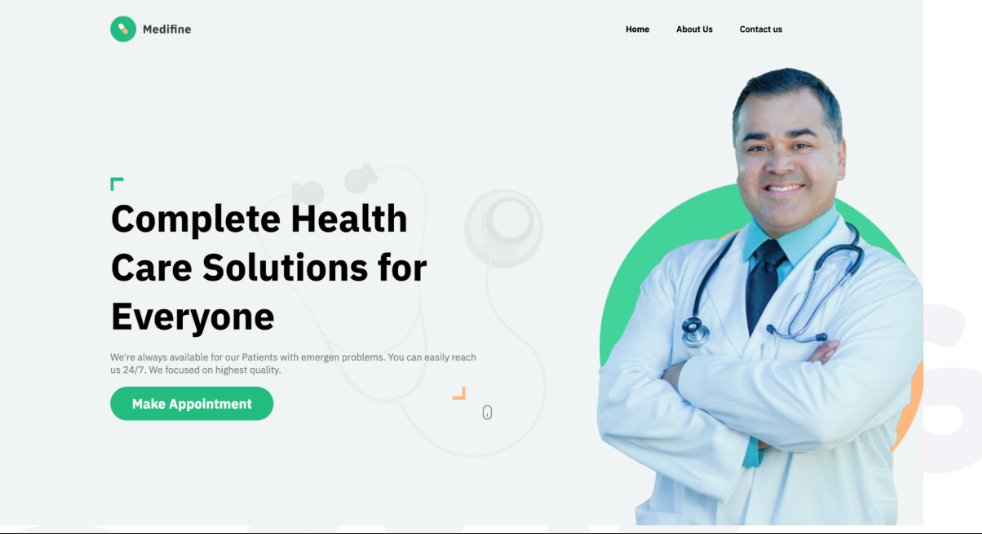 Medifine
Home About Us Contact us
Complete Health
Care Solutions for
Everyone
We're always available for our Patients with emergen problems. You can easily reach
us 24/7. We focused on highest quality.
Make Appointment